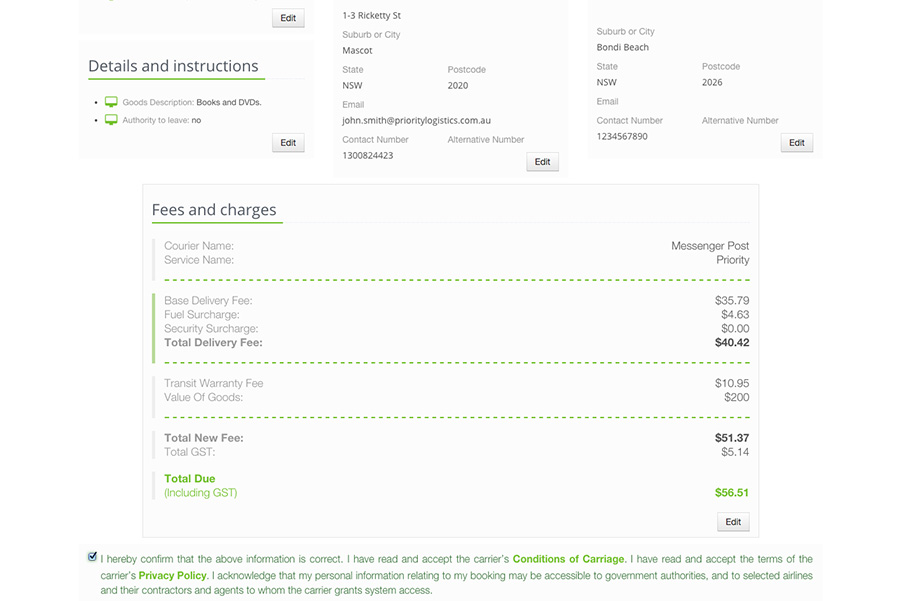 Edit
Details and instructions
Goods Description: Books and DVDs.
Authority to leave: no
Edit
1-3 Ricketty St
Suburb or City
Mascot
State Postcode
NSW 2020
Email
john.smith@prioritylogistics.com.au
Contact Number Alternative Number
1300824423
Edit
Suburb or City
Bondi Beach
State Postcode
NSW 2026
Email
Contact Number Alternative Number
1234567890
Edit
Fees and charges
Courier Name: Messenger Post
Service Name: Priority
Base Delivery Fee: $35.79
Fuel Surcharge: $4.63
Security Surcharge: $0.00
Total Delivery Fee: $40.42
Transit Warranty Fee $10.95
Value Of Goods: $200
Total New Fee: $51.37
Total GST: $5.14
Total Due
(Including GST) $56.51
Edit
I hereby confirm that the above information is correct. I have read and accept the carrier's Conditions of Carriage. I have read and accept the terms of the
carrier's Privacy Policy. I acknowledge that my personal information relating to my booking may be accessible to government authorities, and to selected airlines
and their contractors and agents to whom the carrier grants system access.